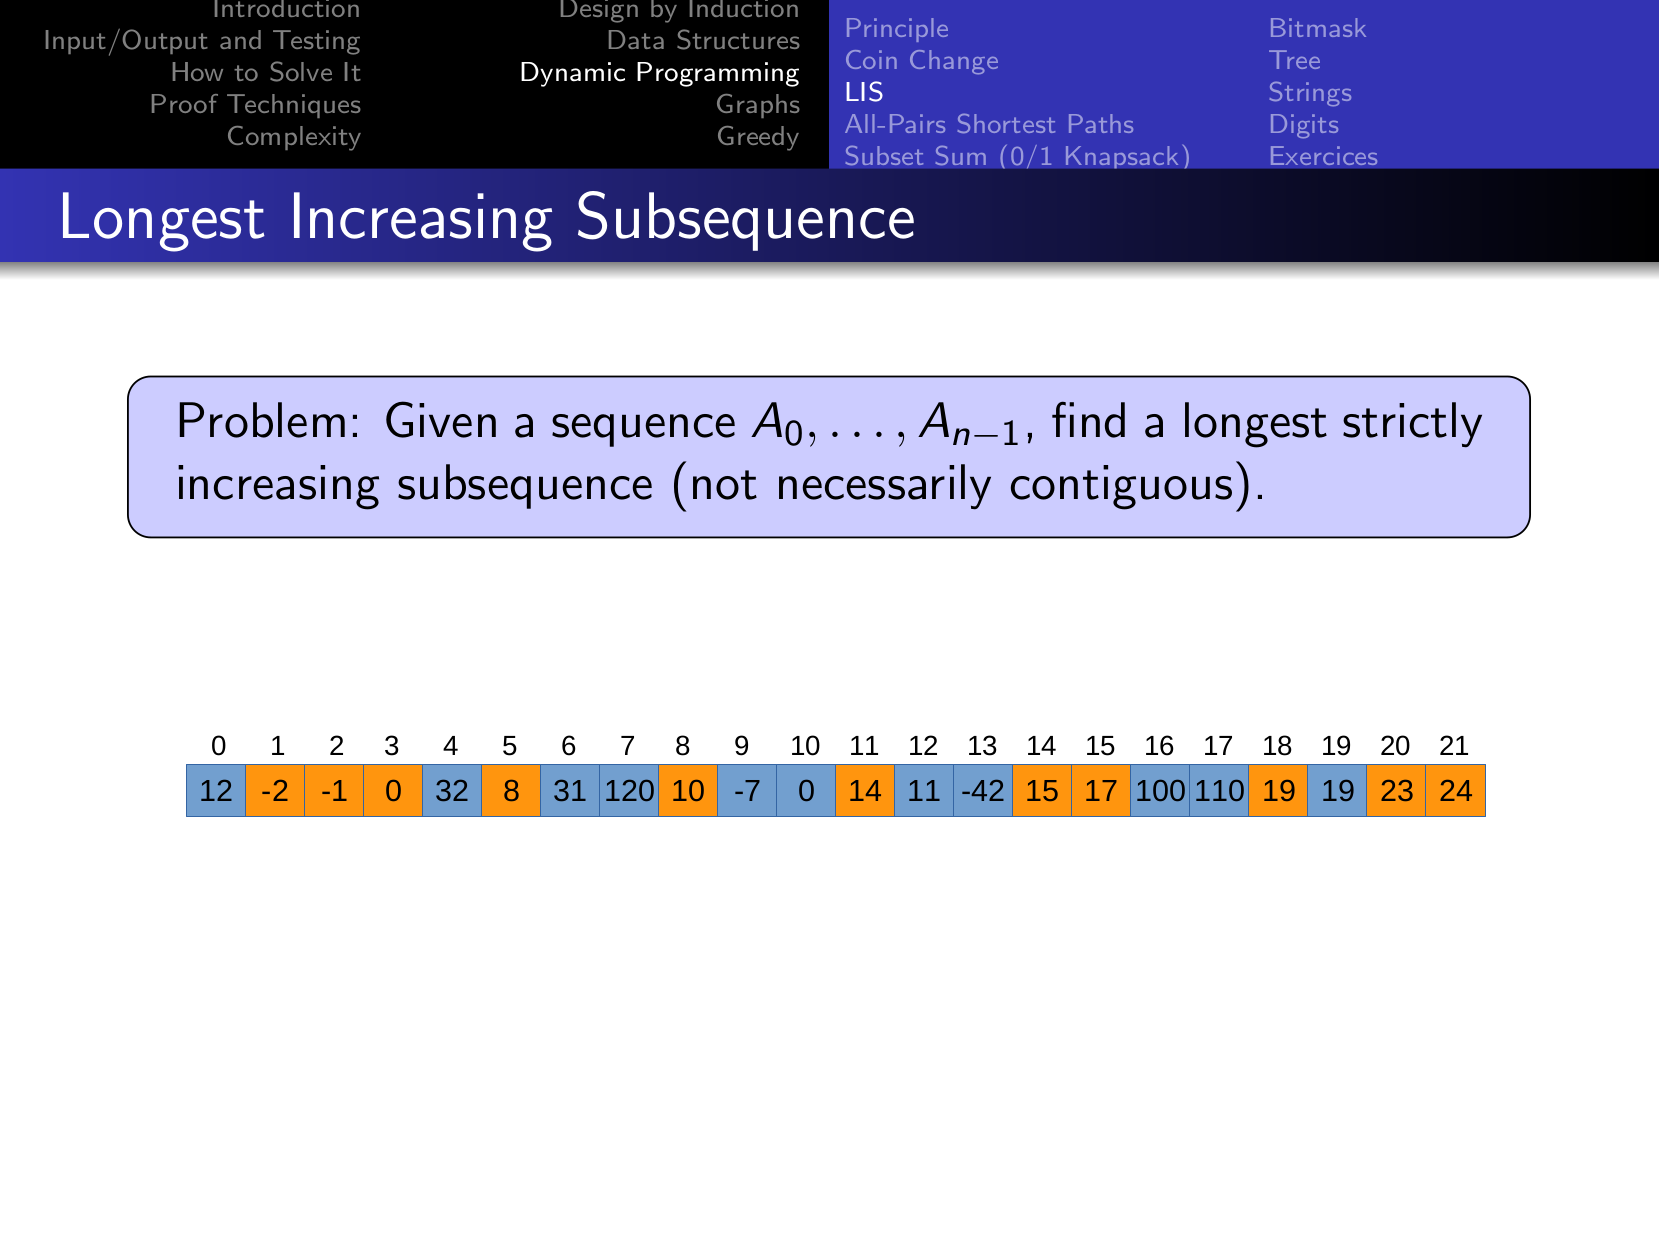 Introduction
Input/Output and Testing
How to Solve It
Proof Techniques
Complexity
Design by Induction
Data Structures
Dynamic Programming
Graphs
Greedy
Principle
Coin Change
LIS
All-Pairs Shortest Paths
Subset Sum (0/1 Knapsack)
Bitmask
Tree
Strings
Digits
Exercices
Longest Increasing Subsequence
Problem: Given a sequence A₀, . . . , Aₙ₋₁, find a longest strictly
increasing subsequence (not necessarily contiguous).
0 1 2 3 4 5 6 7 8 9 10 11 12 13 14 15 16 17 18 19 20 21
12 -2 -1 0 32 8 31 120 10 -7 0 14 11 -42 15 17 100 110 19 19 23 24